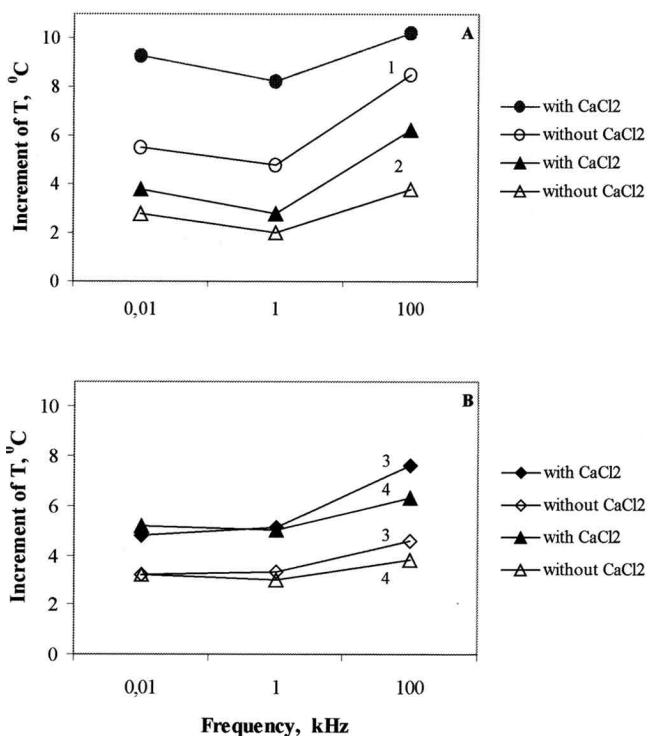 A
10
8
6
4
2
0
Increment of T, ⁰C
1
2
0,01 1 100
with CaCl2
without CaCl2
with CaCl2
without CaCl2
B
10
8
6
4
2
0
Increment of T, ⁰C
3
4
3
4
0,01 1 100
Frequency, kHz
with CaCl2
without CaCl2
with CaCl2
without CaCl2